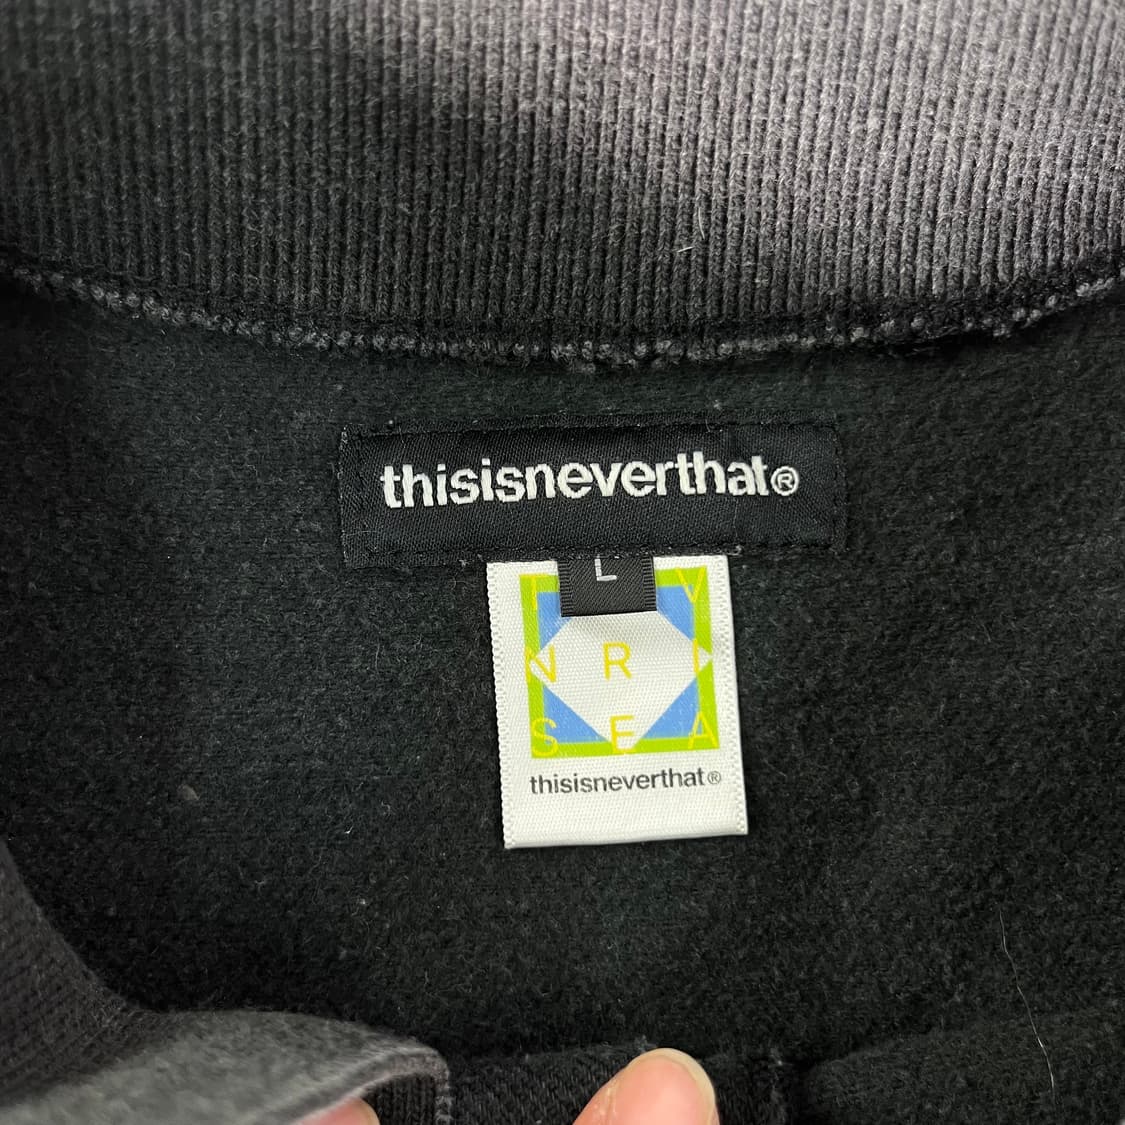 thisisneverthat®
L
T V
N R I
S E A
thisisneverthat®